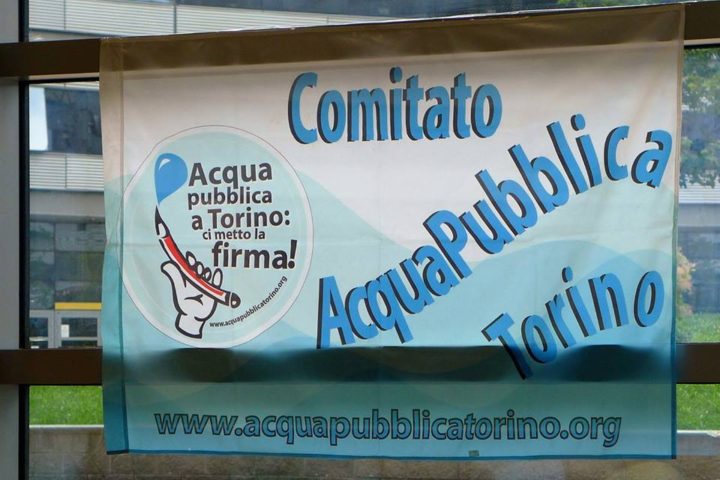 Comitato
AcquaPubblica
Torino
Acqua
pubblica
a Torino:
ci metto la
firma!
www.acquapubblicatorino.org
www.acquapubblicatorino.org